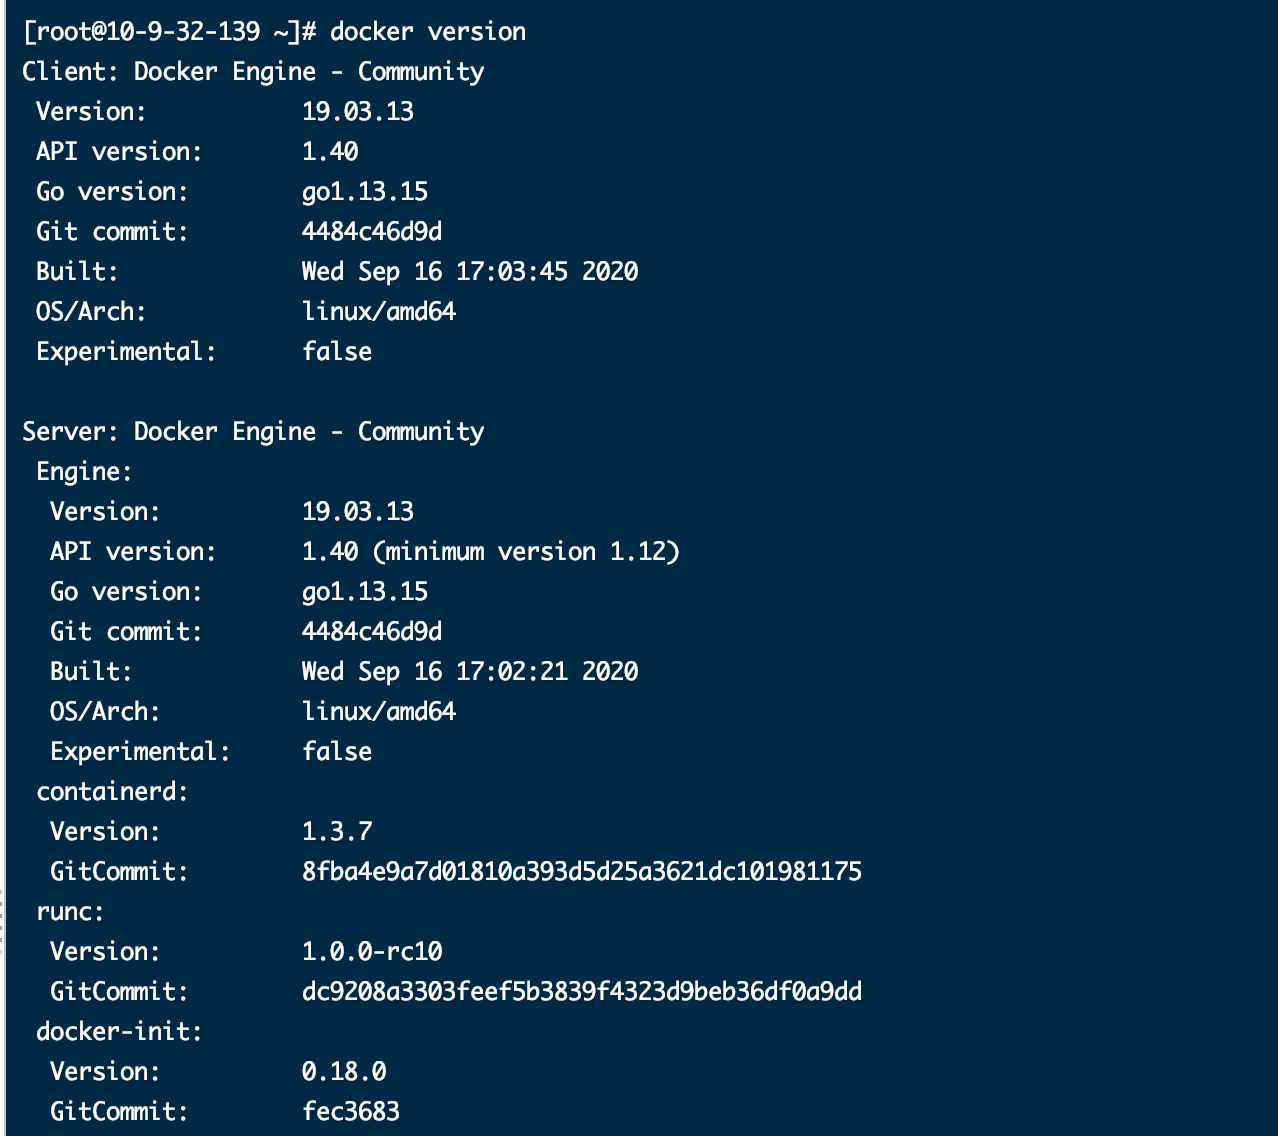 [root@10-9-32-139 ~]# docker version
Client: Docker Engine - Community
 Version:           19.03.13
 API version:       1.40
 Go version:        go1.13.15
 Git commit:        4484c46d9d
 Built:             Wed Sep 16 17:03:45 2020
 OS/Arch:           linux/amd64
 Experimental:      false

Server: Docker Engine - Community
 Engine:
  Version:          19.03.13
  API version:      1.40 (minimum version 1.12)
  Go version:       go1.13.15
  Git commit:       4484c46d9d
  Built:            Wed Sep 16 17:02:21 2020
  OS/Arch:          linux/amd64
  Experimental:     false
 containerd:
  Version:          1.3.7
  GitCommit:        8fba4e9a7d01810a393d5d25a3621dc101981175
 runc:
  Version:          1.0.0-rc10
  GitCommit:        dc9208a3303feef5b3839f4323d9beb36df0a9dd
 docker-init:
  Version:          0.18.0
  GitCommit:        fec3683